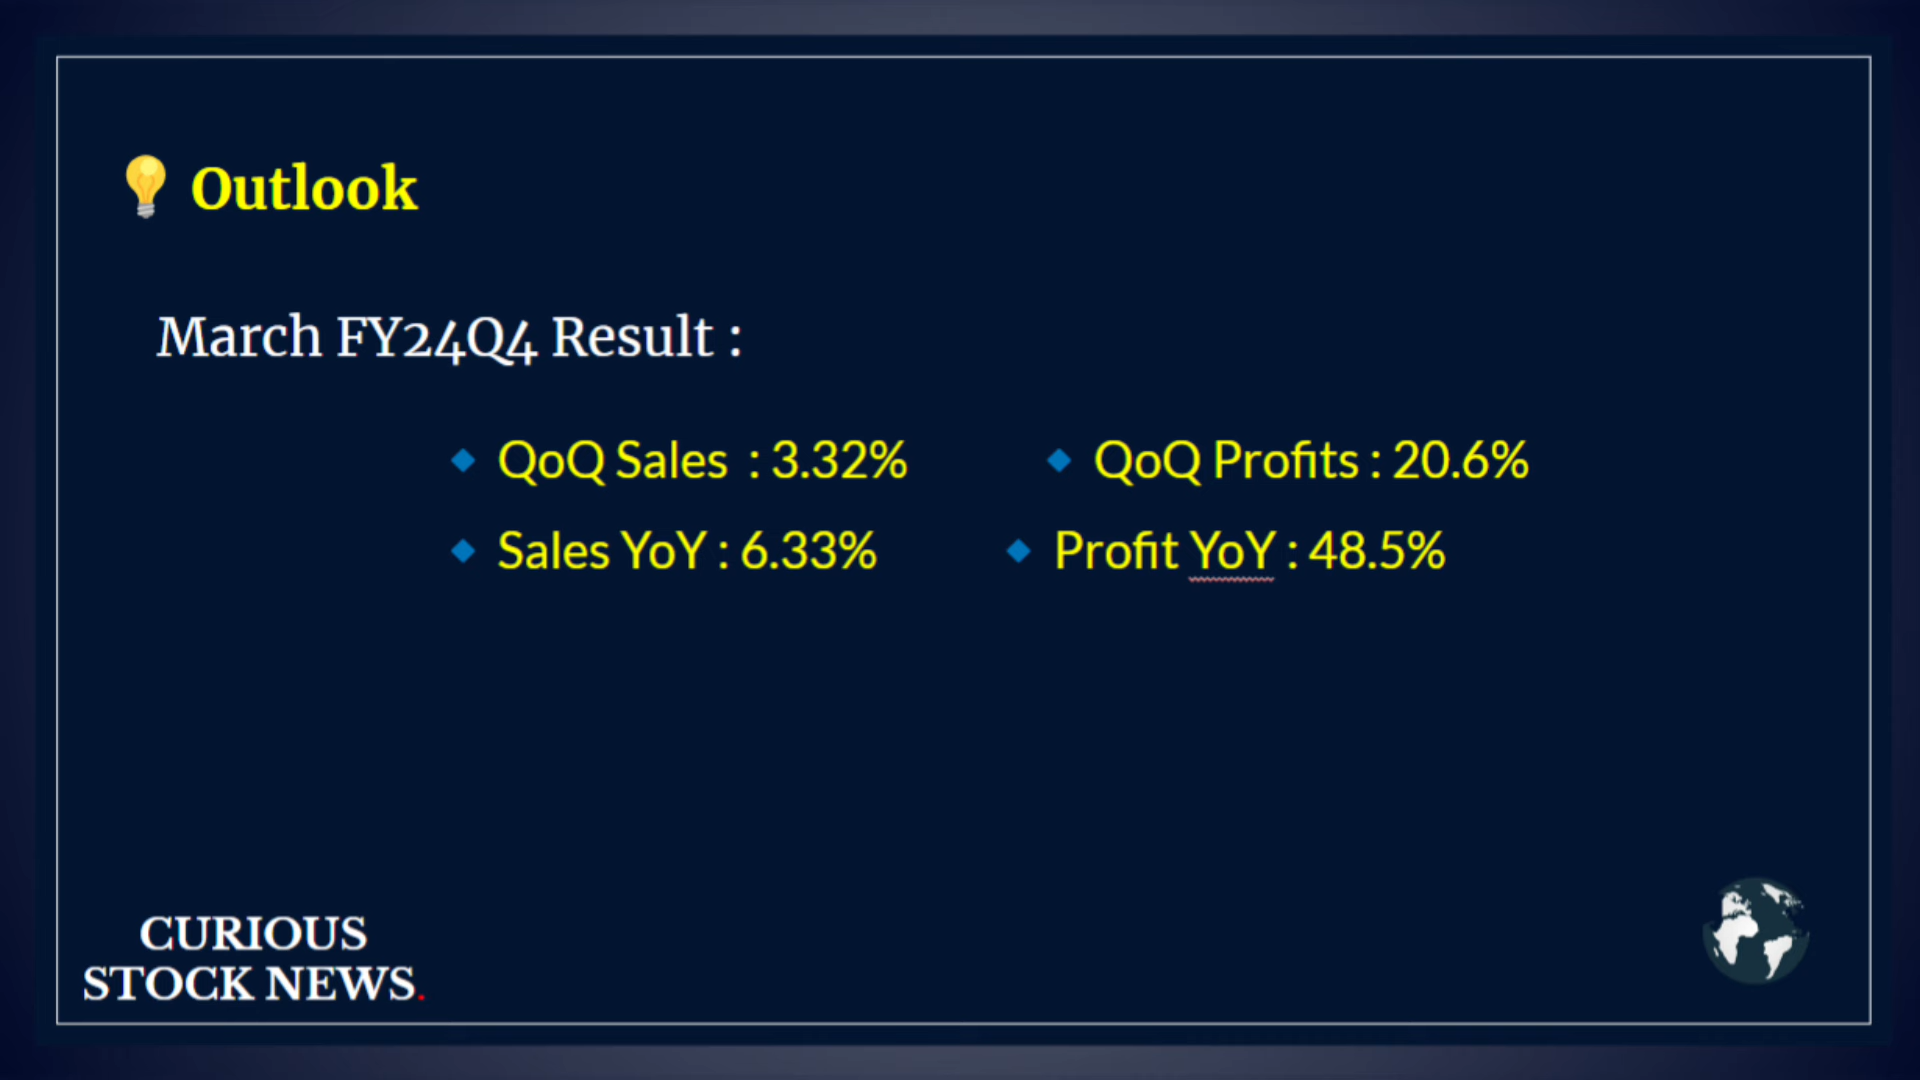 Outlook
March FY24Q4 Result :
QoQ Sales : 3.32%
QoQ Profits : 20.6%
Sales YoY : 6.33%
Profit YoY : 48.5%
CURIOUS
STOCK NEWS.